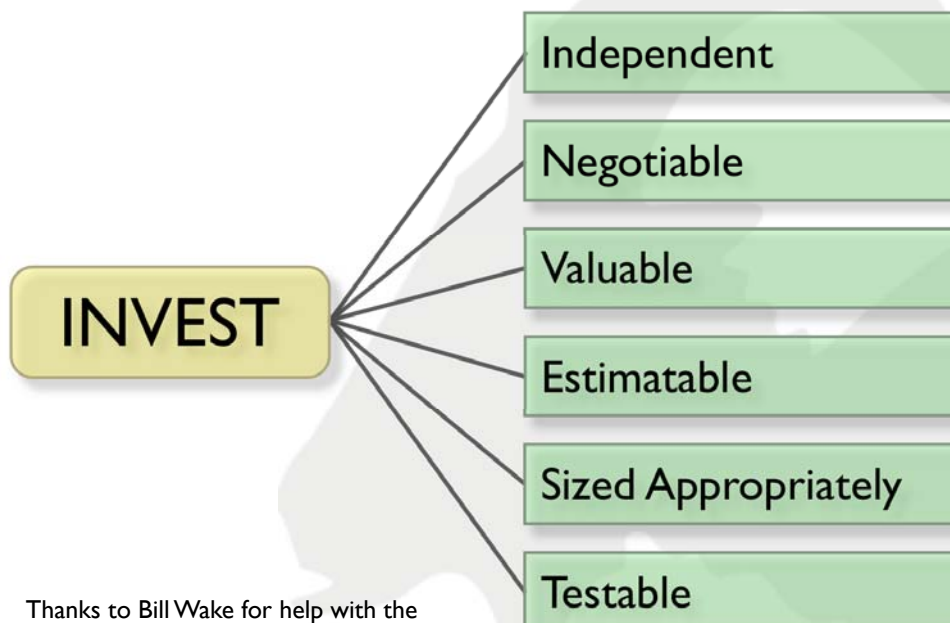 Independent
Negotiable
Valuable
INVEST
Estimatable
Sized Appropriately
Testable
Thanks to Bill Wake for help with the